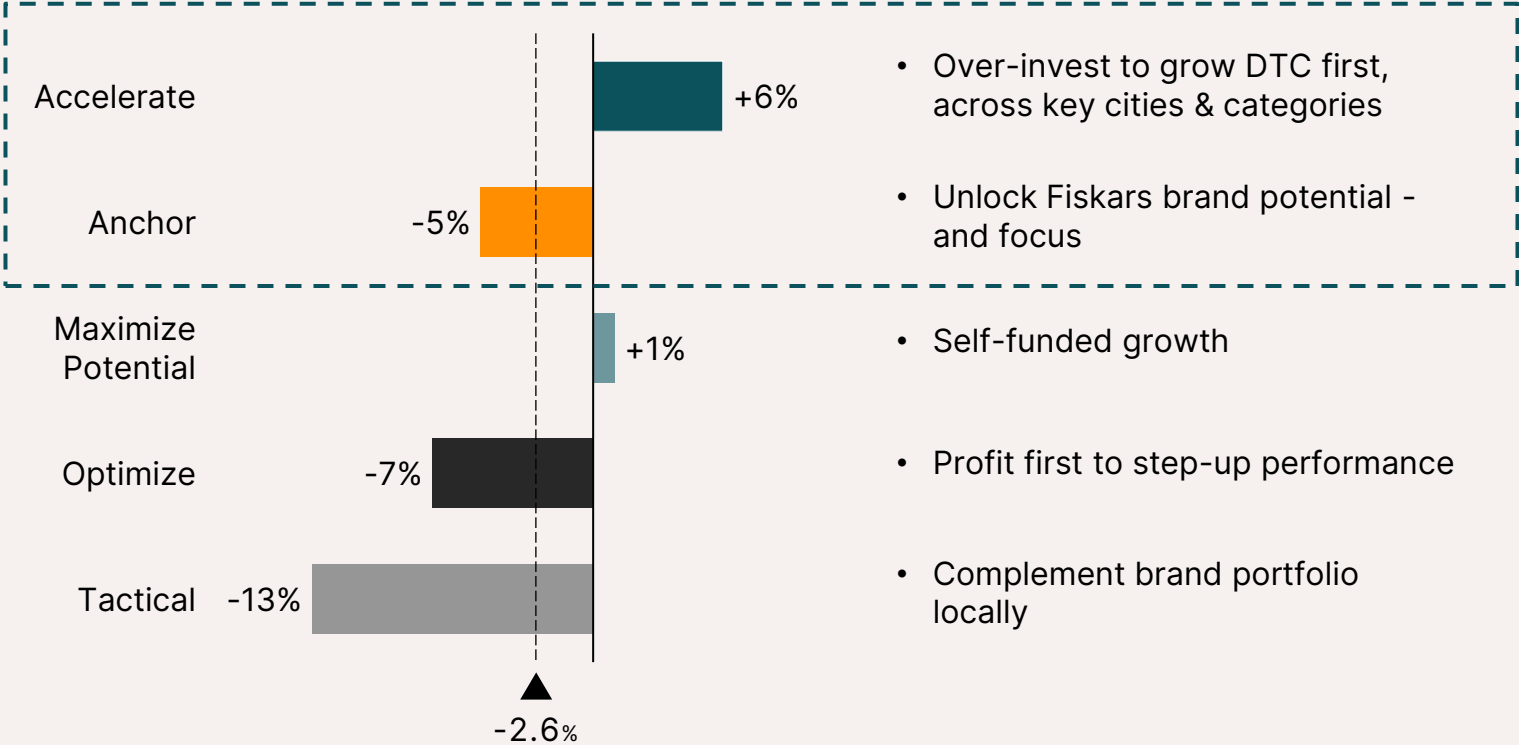 Accelerate
+6%
• Over-invest to grow DTC first,
across key cities & categories
Anchor
-5%
• Unlock Fiskars brand potential -
and focus
Maximize
Potential
+1%
• Self-funded growth
Optimize
-7%
• Profit first to step-up performance
Tactical
-13%
• Complement brand portfolio
locally
-2.6%